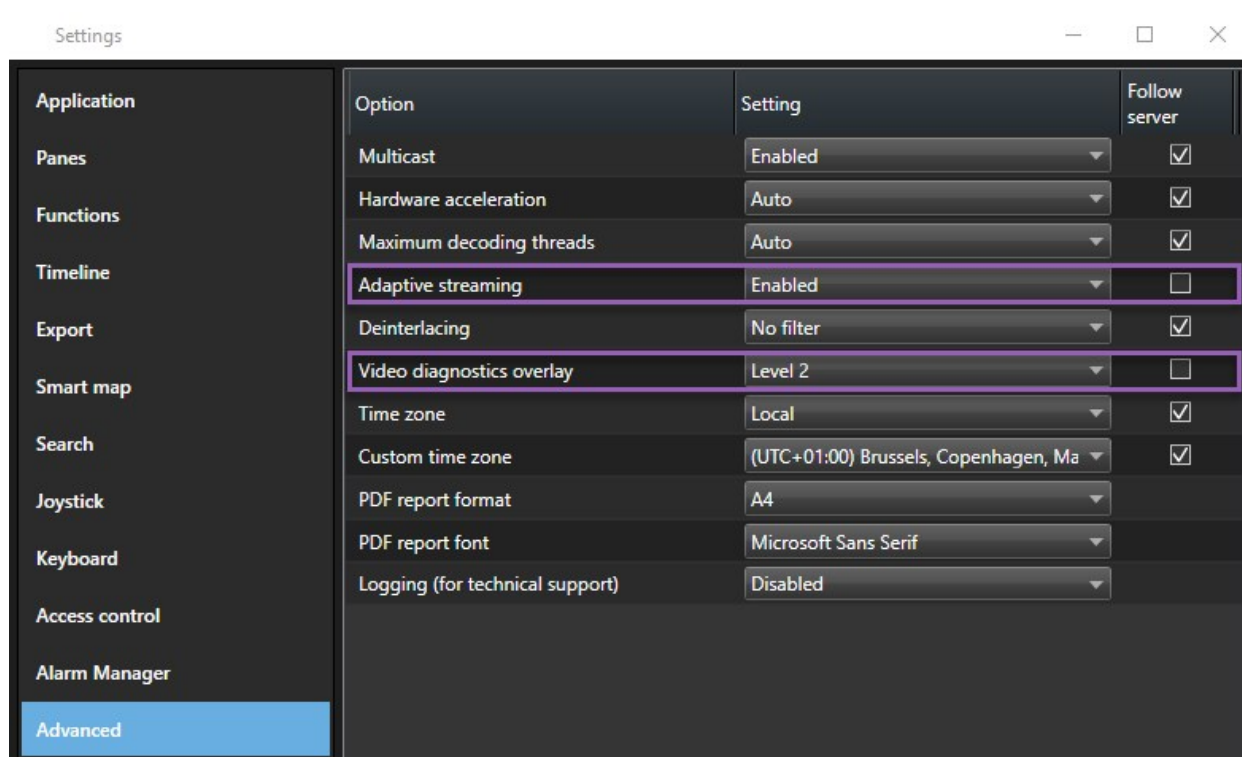 Settings
Application
Panes
Functions
Timeline
Export
Smart map
Search
Joystick
Keyboard
Access control
Alarm Manager
Advanced
Option Setting Follow
server
Multicast Enabled
Hardware acceleration Auto
Maximum decoding threads Auto
Adaptive streaming Enabled
Deinterlacing No filter
Video diagnostics overlay Level 2
Time zone Local
Custom time zone (UTC+01:00) Brussels, Copenhagen, Ma
PDF report format A4
PDF report font Microsoft Sans Serif
Logging (for technical support) Disabled